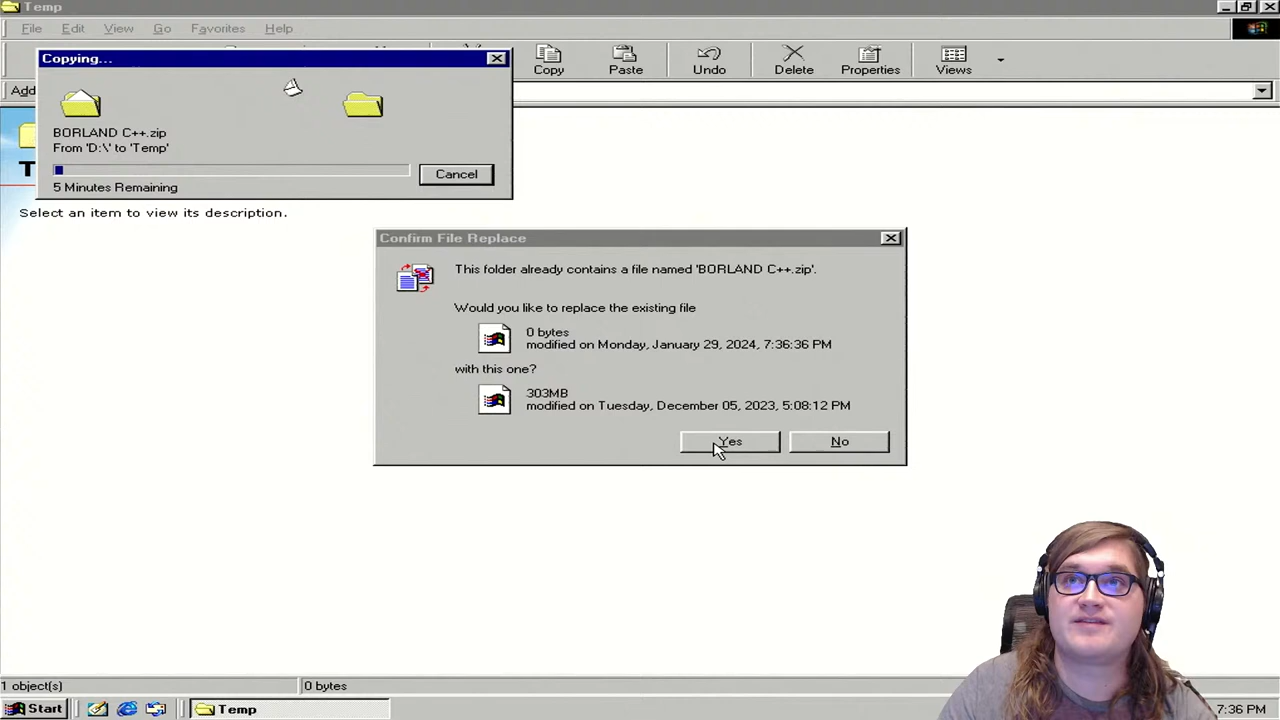 Temp
File Edit View Go Favorites Help
Copying...
Copy Paste Undo Delete Properties Views
BORLAND C++.zip
From 'D:\' to 'Temp'
Cancel
5 Minutes Remaining
Select an item to view its description.
Confirm File Replace
This folder already contains a file named 'BORLAND C++.zip'.
Would you like to replace the existing file
0 bytes
modified on Monday, January 29, 2024, 7:36:36 PM
with this one?
303MB
modified on Tuesday, December 05, 2023, 5:08:12 PM
Yes No
1 object(s) 0 bytes
Start Temp 7:36 PM